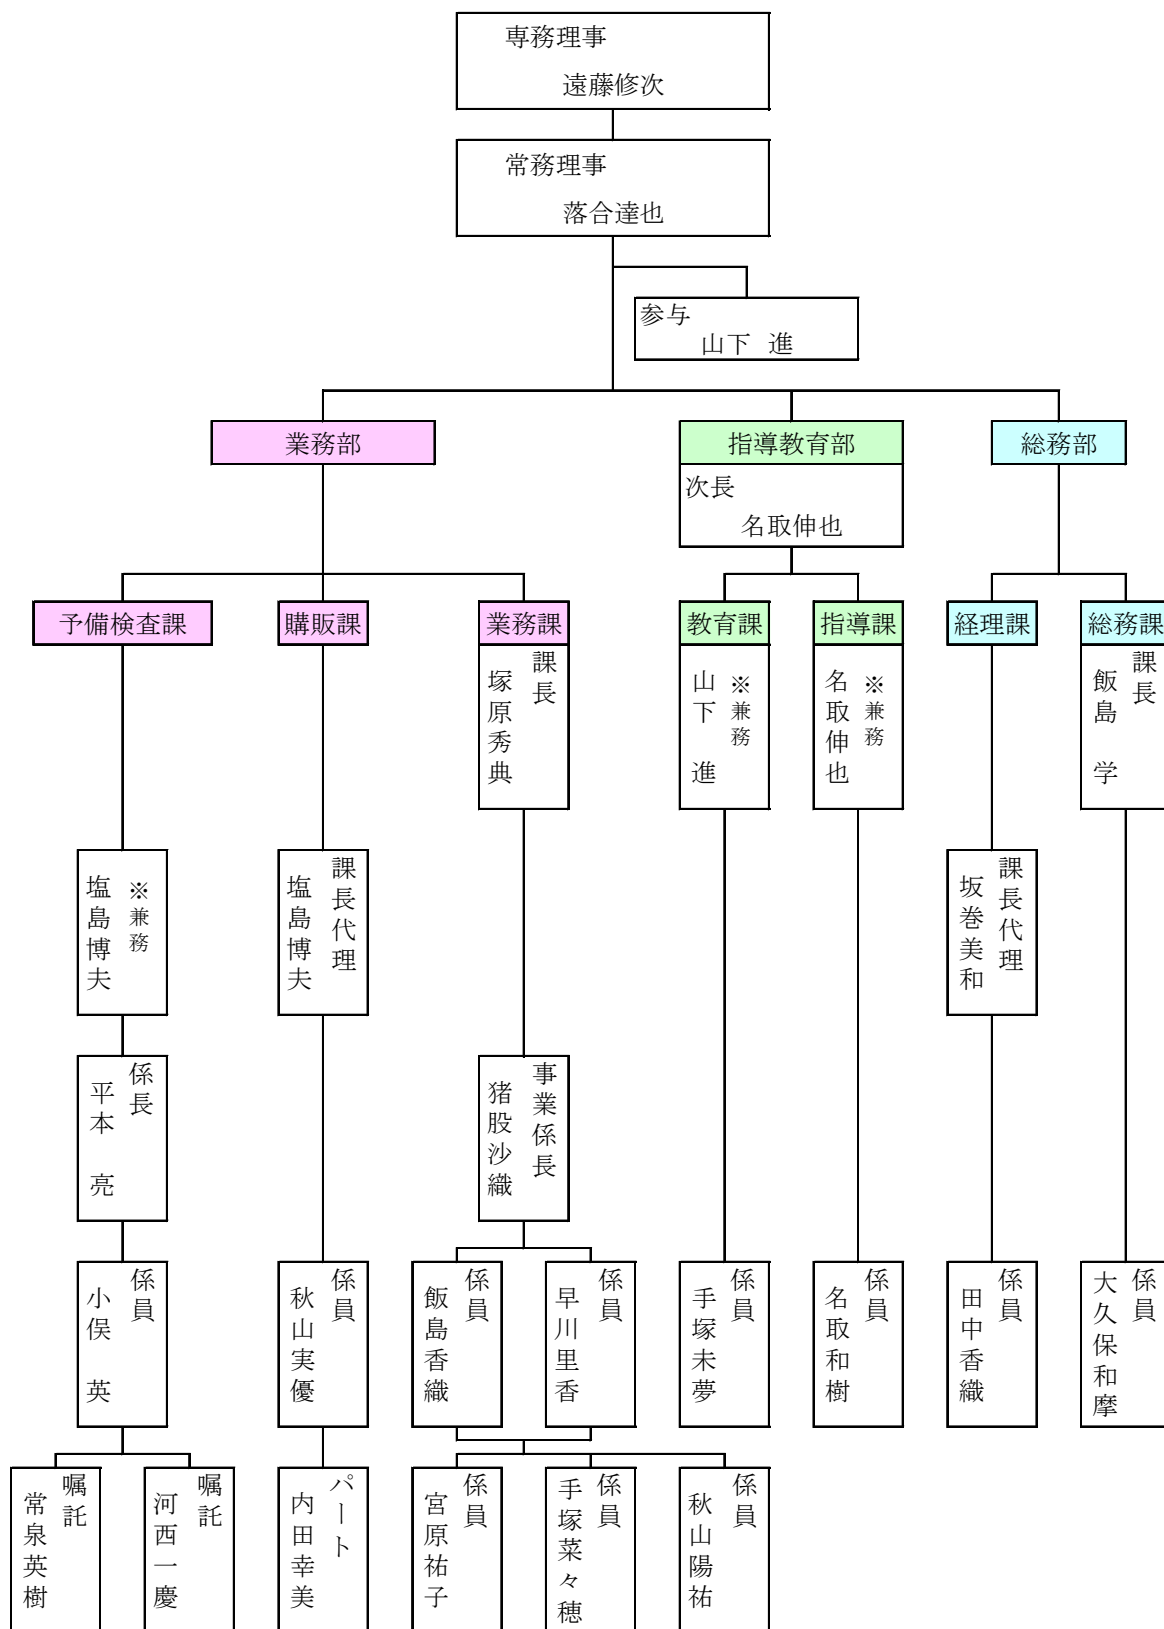 専務理事
遠藤修次
常務理事
落合達也
参与
山下 進
業務部
指導教育部
総務部
次長
名取伸也
予備検査課
購販課
業務課
教育課
指導課
経理課
総務課
課長
塚原秀典
※兼務
山下 進
※兼務
名取伸也
課長
飯島 学
※兼務
塩島博夫
課長代理
塩島博夫
課長代理
坂巻美和
係長
平本 亮
事業係長
猪股沙織
係員
小俣 英
係員
秋山実優
係員
飯島香織
係員
早川里香
係員
手塚未夢
係員
名取和樹
係員
田中香織
係員
大久保和摩
嘱託
常泉英樹
嘱託
河西一慶
パート
内田幸美
係員
宮原祐子
係員
手塚菜々穂
係員
秋山陽祐